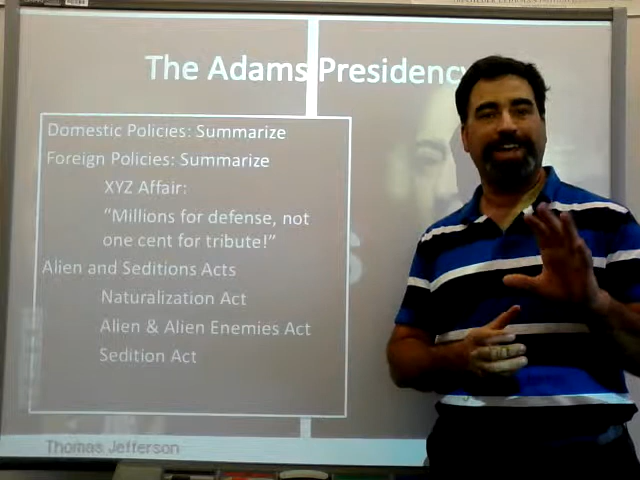 The Adams Presidency
Domestic Policies: Summarize
Foreign Policies: Summarize
XYZ Affair:
“Millions for defense, not
one cent for tribute!”
Alien and Seditions Acts
Naturalization Act
Alien & Alien Enemies Act
Sedition Act
Thomas Jefferson